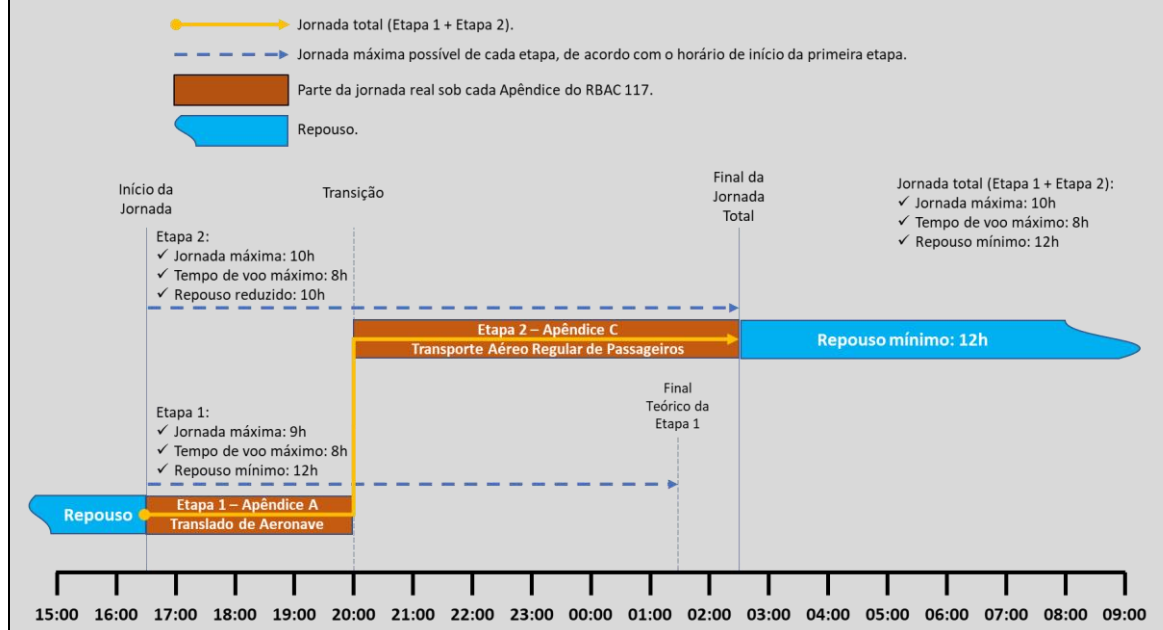 Jornada total (Etapa 1 + Etapa 2).
Jornada máxima possível de cada etapa, de acordo com o horário de início da primeira etapa.
Parte da jornada real sob cada Apêndice do RBAC 117.
Repouso.
Início da
Jornada
Transição
Final da
Jornada
Total
Jornada total (Etapa 1 + Etapa 2):
✓ Jornada máxima: 10h
✓ Tempo de voo máximo: 8h
✓ Repouso mínimo: 12h
Etapa 2:
✓ Jornada máxima: 10h
✓ Tempo de voo máximo: 8h
✓ Repouso reduzido: 10h
Etapa 2 – Apêndice C
Transporte Aéreo Regular de Passageiros
Repouso mínimo: 12h
Final
Teórico da
Etapa 1
Etapa 1:
✓ Jornada máxima: 9h
✓ Tempo de voo máximo: 8h
✓ Repouso mínimo: 12h
Repouso
Etapa 1 – Apêndice A
Translado de Aeronave
15:00 16:00 17:00 18:00 19:00 20:00 21:00 22:00 23:00 00:00 01:00 02:00 03:00 04:00 05:00 06:00 07:00 08:00 09:00